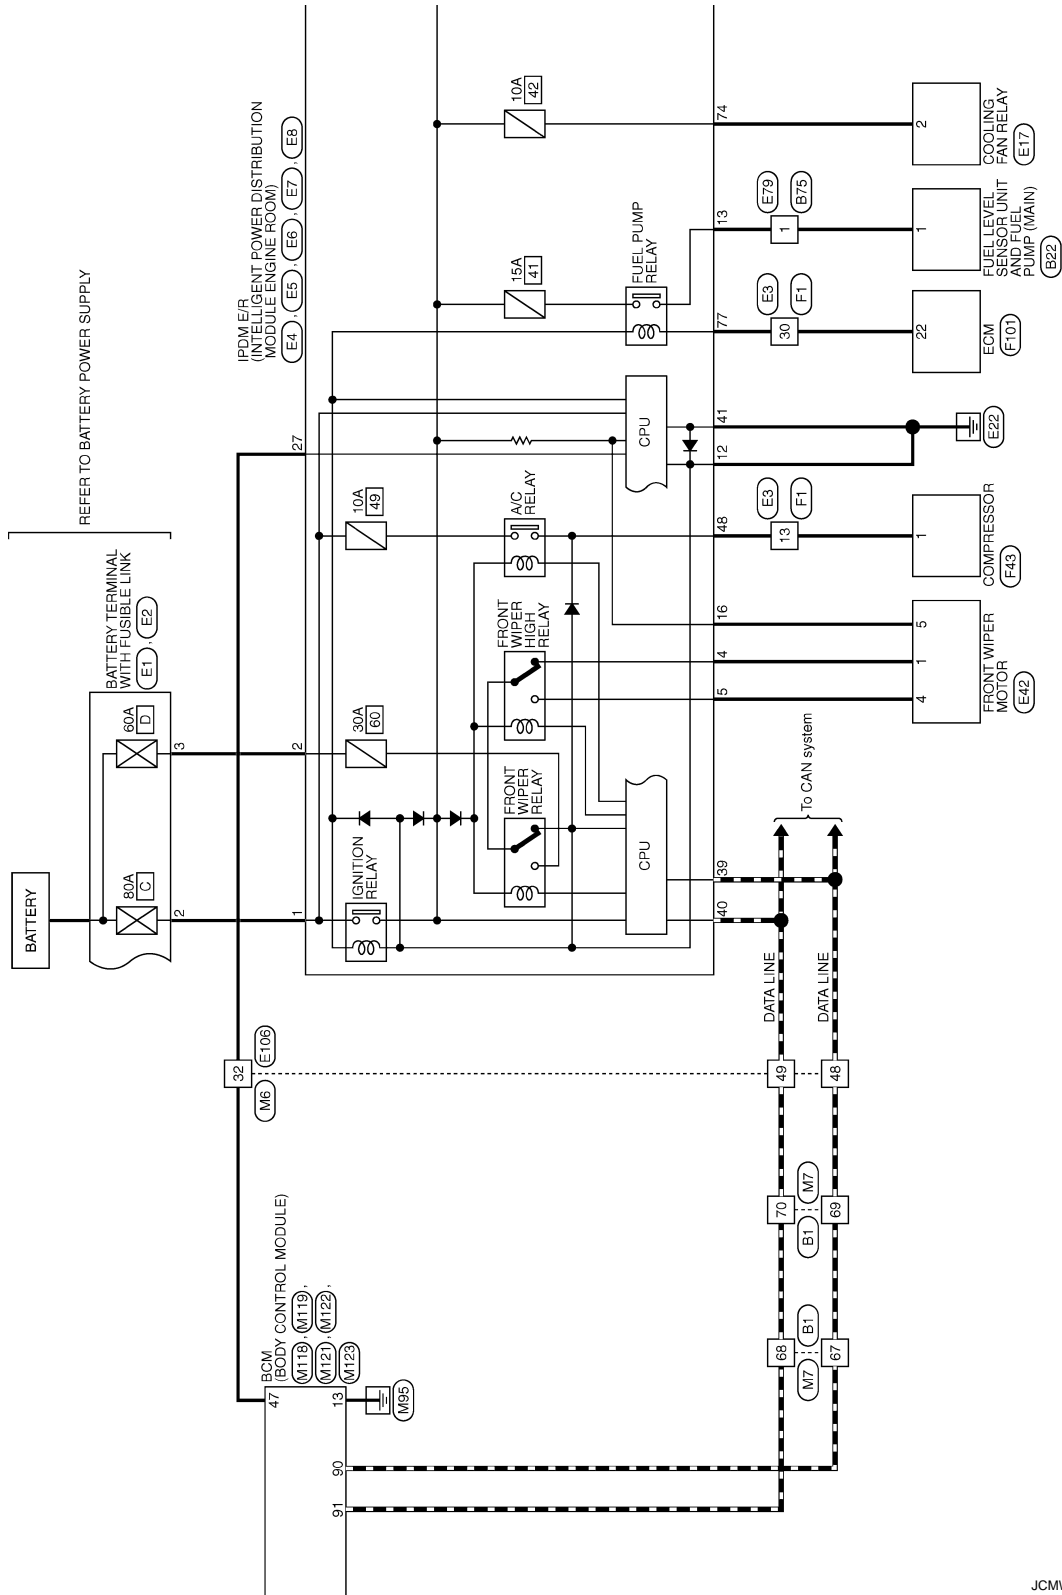 REFER TO BATTERY POWER SUPPLY
BATTERY
80A
C
60A
D
2
3
BATTERY TERMINAL
WITH FUSIBLE LINK
E1 , E2
IPDM E/R
(INTELLIGENT POWER DISTRIBUTION
MODULE ENGINE ROOM)
E4 , E5 , E6 , E7 , E8
1
2
27
IGNITION
RELAY
30A
60
10A
49
FRONT
WIPER
RELAY
FRONT
WIPER
HIGH
RELAY
A/C
RELAY
15A
41
10A
42
FUEL PUMP
RELAY
CPU
CPU
40
39
5
4
16
48
12
41
77
13
74
E3
F1
13
E3
F1
30
E79
B75
1
E22
4
1
5
FRONT WIPER
MOTOR
E42
1
COMPRESSOR
F43
22
ECM
F101
1
FUEL LEVEL
SENSOR UNIT
AND FUEL
PUMP (MAIN)
B22
2
COOLING
FAN RELAY
E17
To CAN system
DATA LINE
DATA LINE
32
M6
E106
49
48
70
69
B1
M7
68
67
M7
B1
BCM
(BODY CONTROL MODULE)
M118 , M119 ,
M121 , M122 ,
M123
47
13
M95
90
91
JCMW